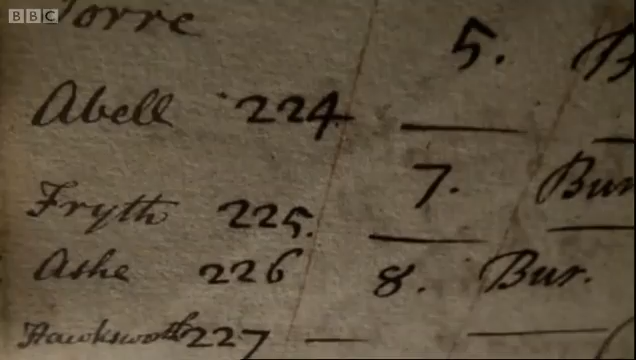 BBC
Torre 5. B
Abell 224
Fryth 225. 7. Bur
Ashe 226 8. Bur.
Hawksworth 227